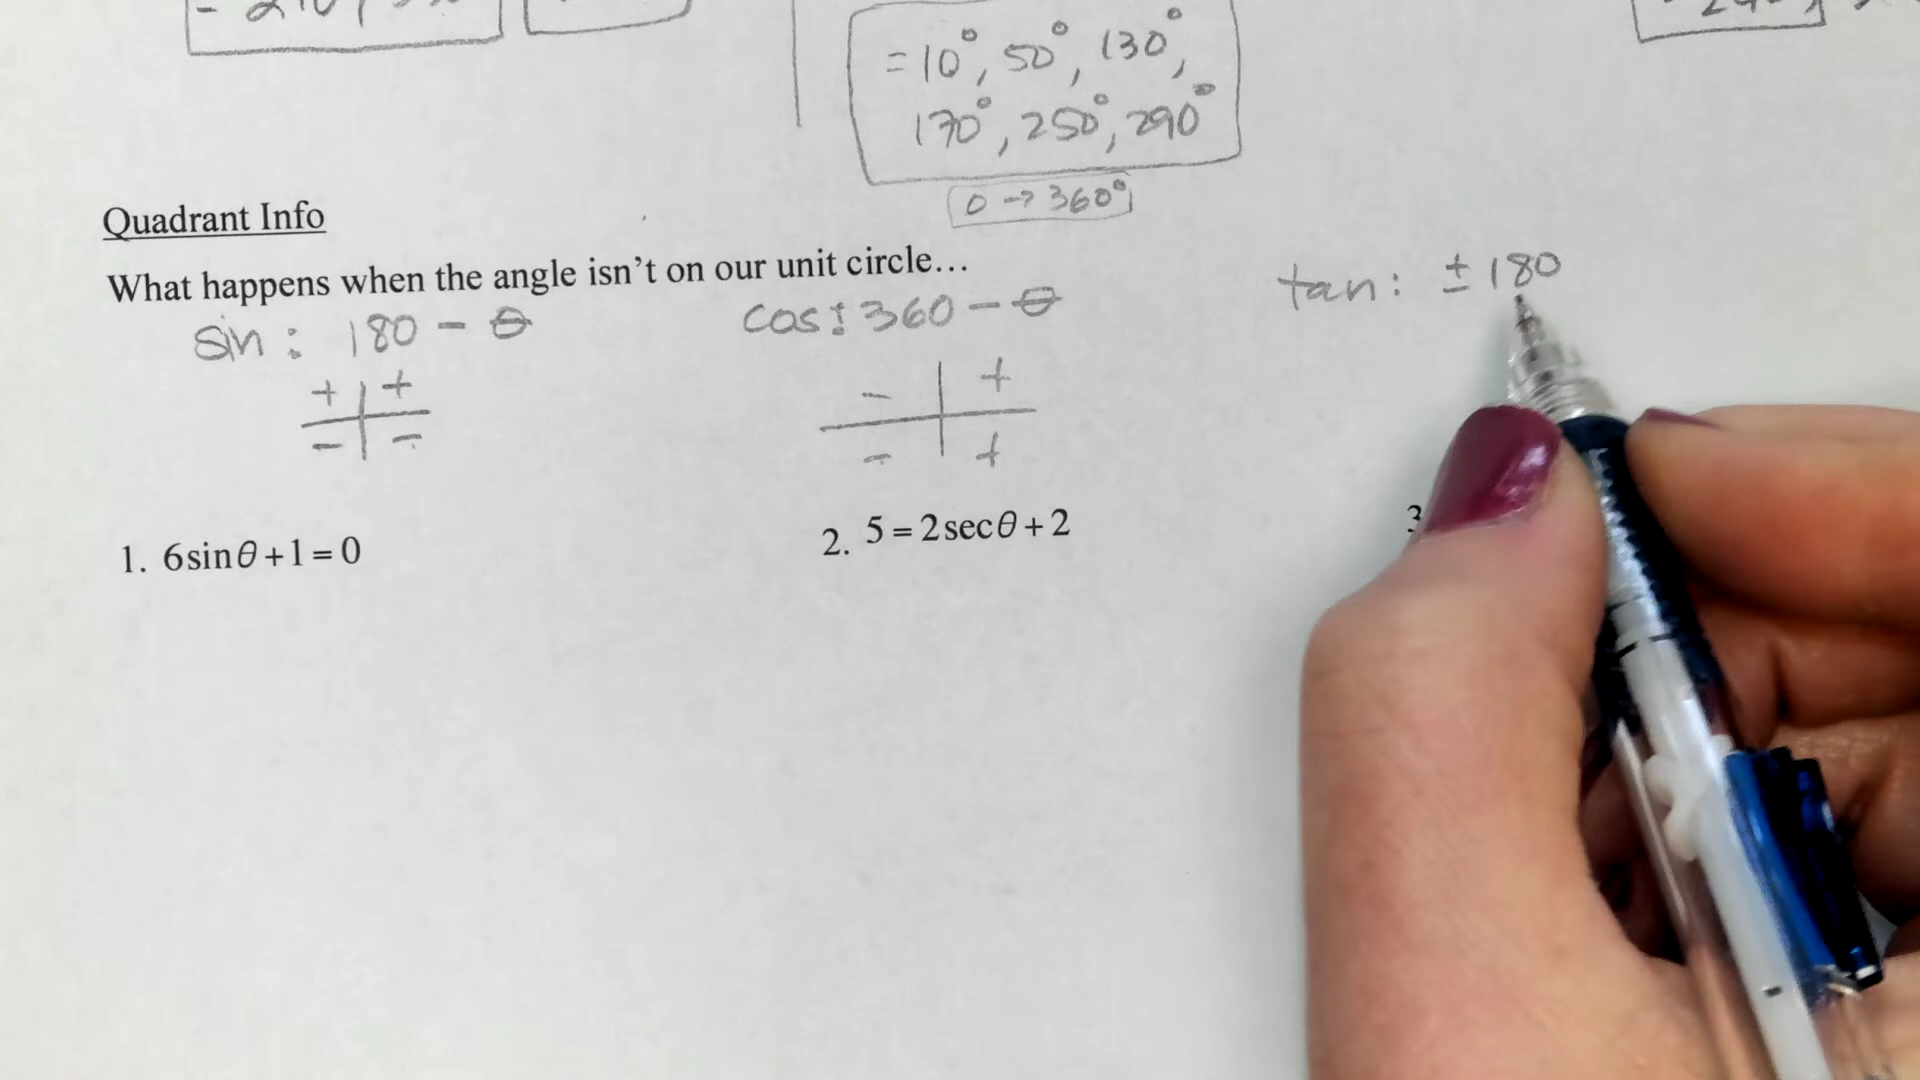 = 10°, 50°, 130°,
170°, 250°, 290°
0 → 360°
Quadrant Info
What happens when the angle isn't on our unit circle...
sin: 180 - θ
cos: 360 - θ
tan: ± 180
+ +
- -
- +
- +
1. 6sinθ+1=0
2. 5=2secθ+2
3